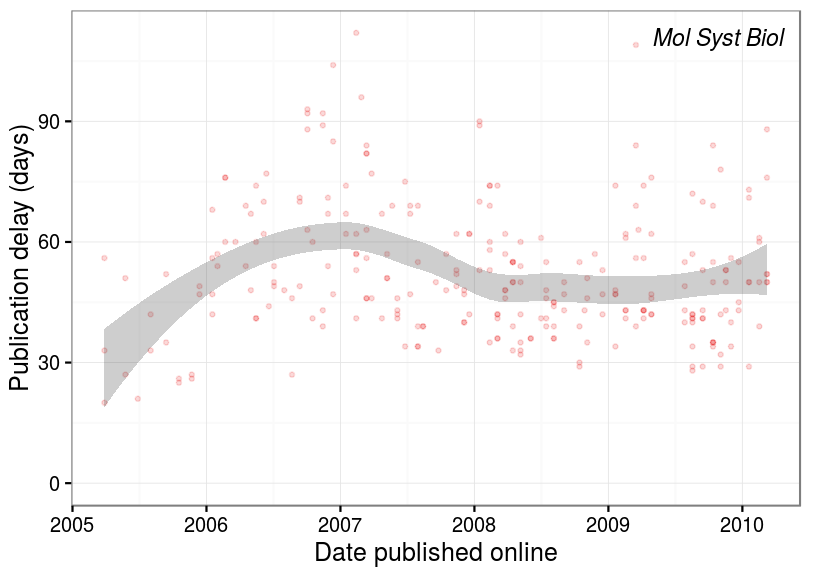 Mol Syst Biol
Publication delay (days)
90
60
30
0
2005 2006 2007 2008 2009 2010
Date published online